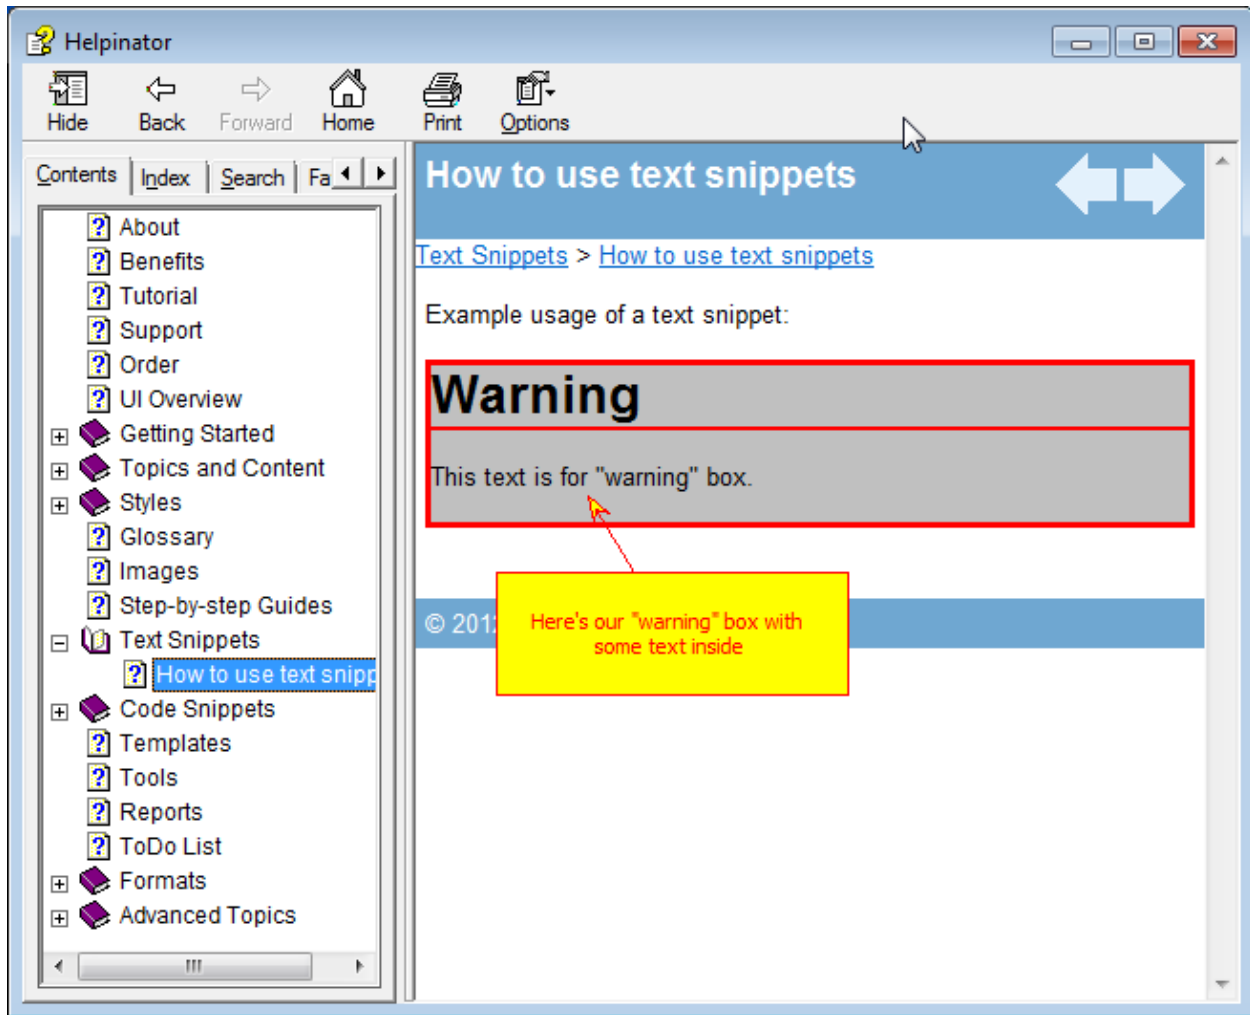 Helpinator
Hide Back Forward Home Print Options
Contents Index Search Fa
About
Benefits
Tutorial
Support
Order
UI Overview
Getting Started
Topics and Content
Styles
Glossary
Images
Step-by-step Guides
Text Snippets
How to use text snipp
Code Snippets
Templates
Tools
Reports
ToDo List
Formats
Advanced Topics
How to use text snippets
Text Snippets > How to use text snippets
Example usage of a text snippet:
Warning
This text is for "warning" box.
Here's our "warning" box with
some text inside
© 201